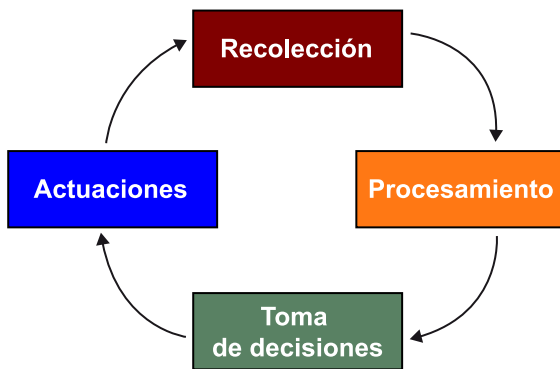 Recolección
Actuaciones
Procesamiento
Toma
de decisiones